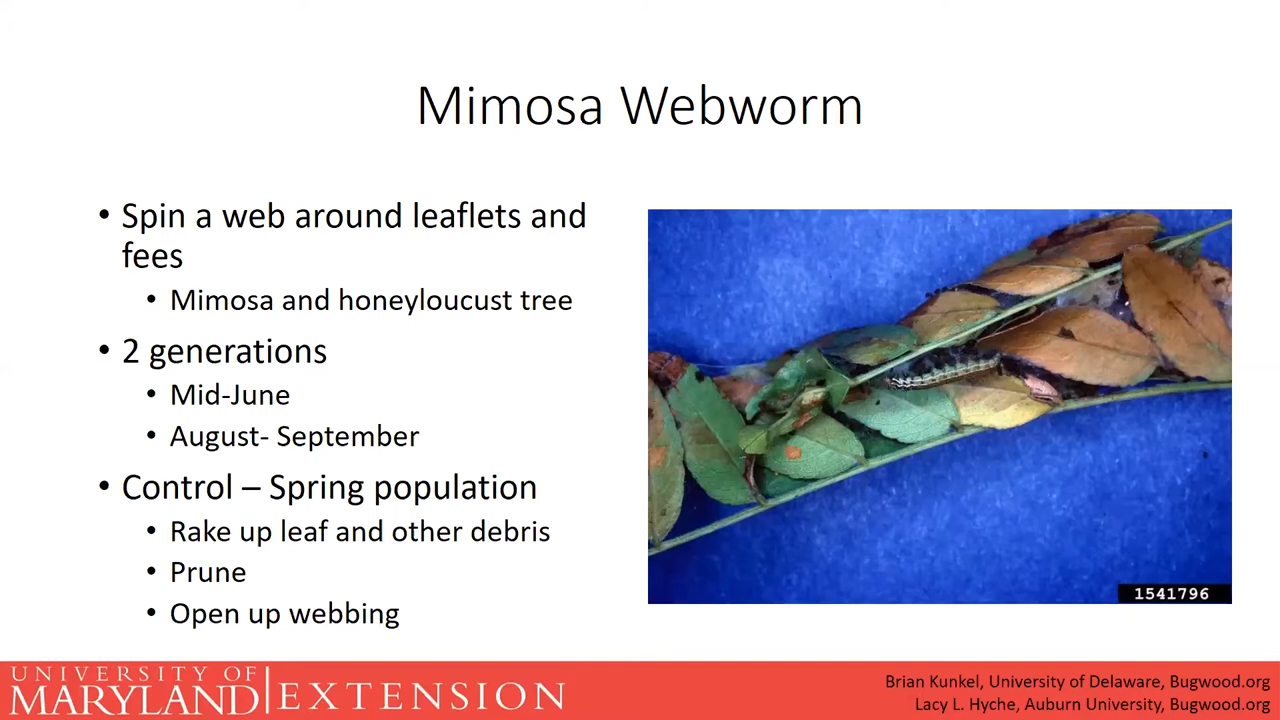 Mimosa Webworm
• Spin a web around leaflets and
fees
• Mimosa and honeyloucust tree
• 2 generations
• Mid-June
• August- September
• Control – Spring population
• Rake up leaf and other debris
• Prune
• Open up webbing
1541796
UNIVERSITY OF
MARYLAND
EXTENSION
Brian Kunkel, University of Delaware, Bugwood.org
Lacy L. Hyche, Auburn University, Bugwood.org